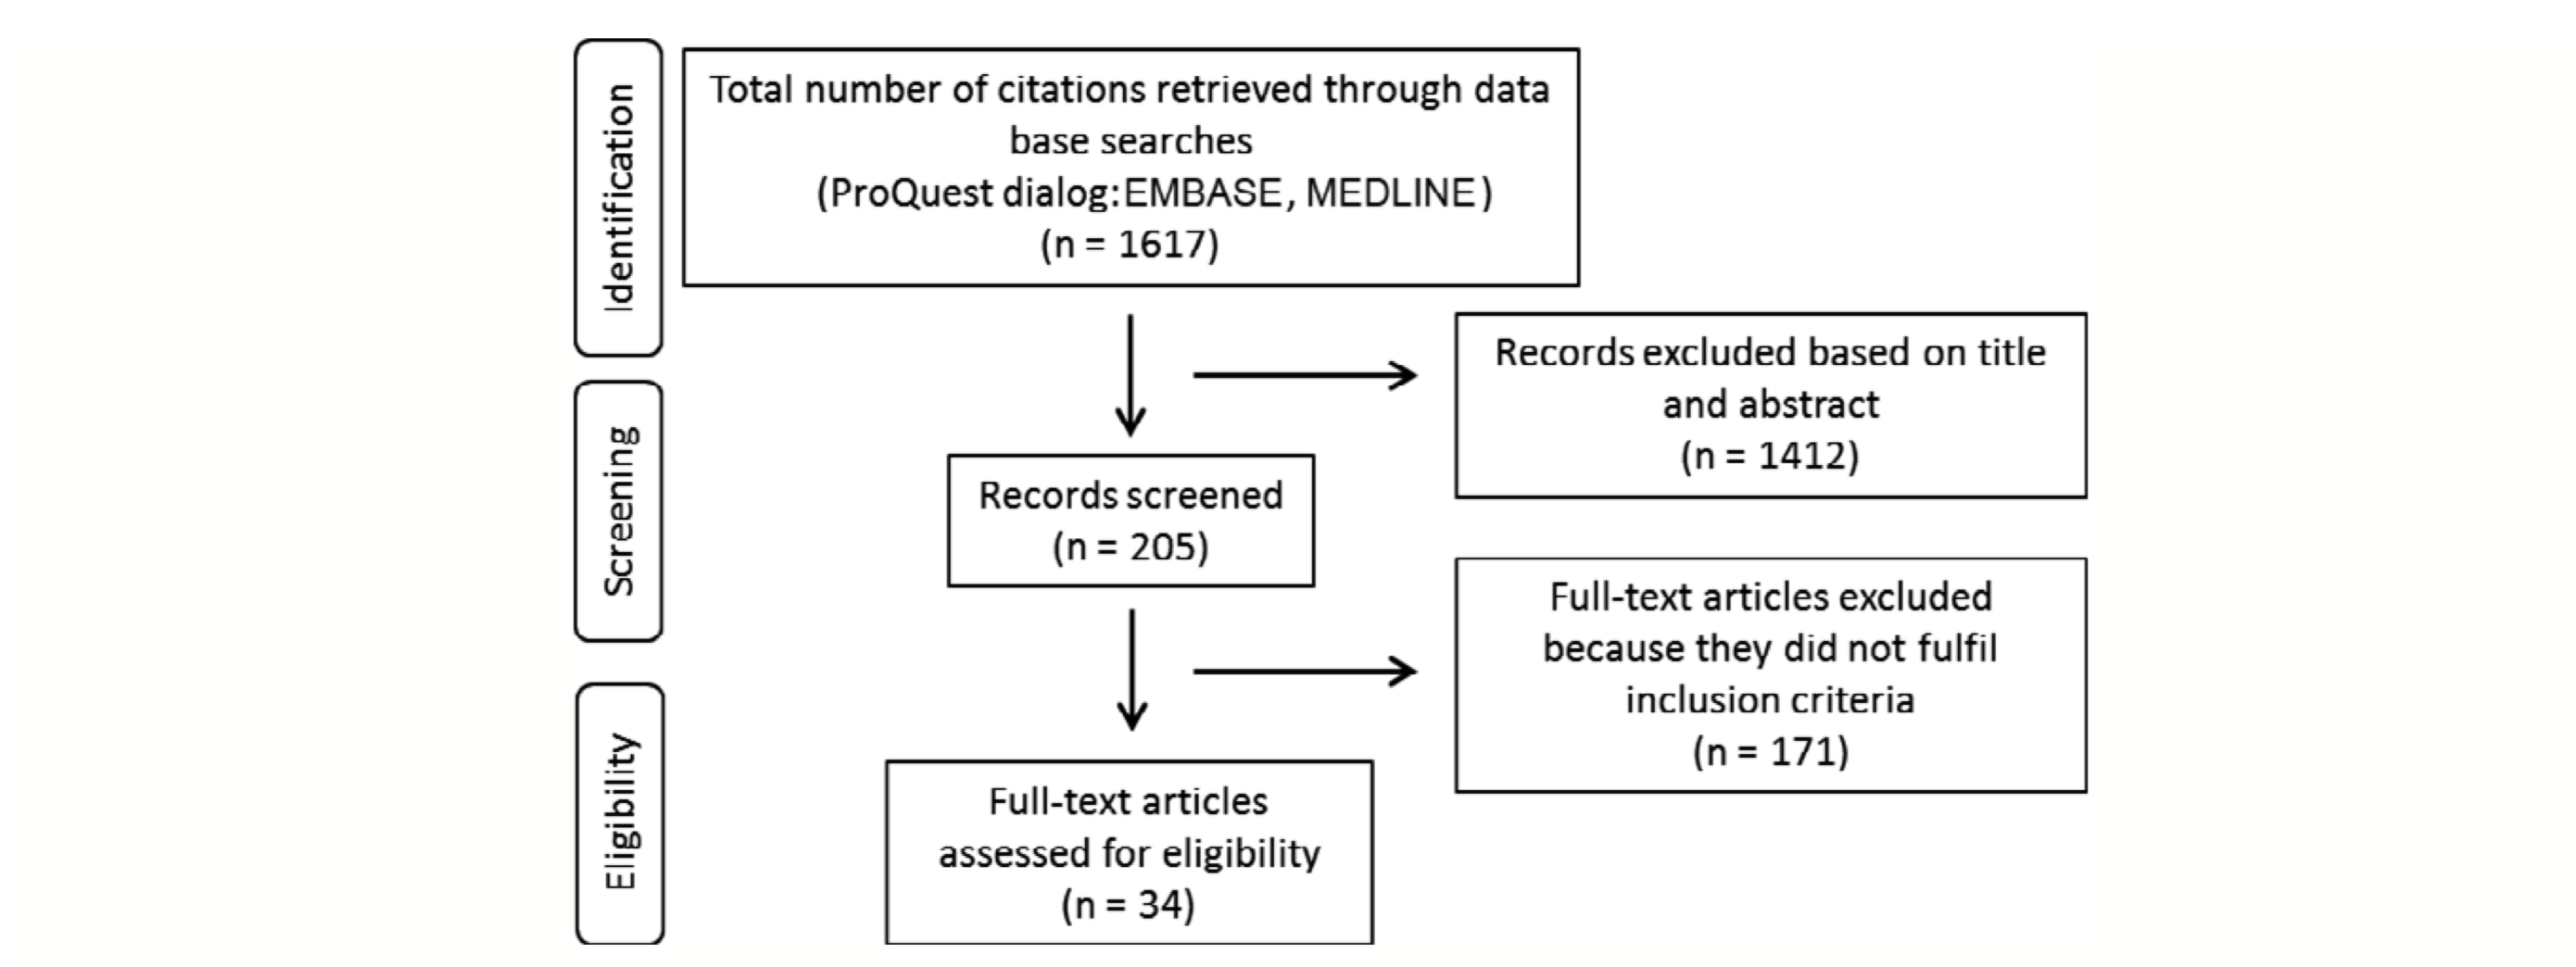 Identification
Total number of citations retrieved through data
base searches
(ProQuest dialog:EMBASE, MEDLINE)
(n = 1617)
Records excluded based on title
and abstract
(n = 1412)
Screening
Records screened
(n = 205)
Full-text articles excluded
because they did not fulfil
inclusion criteria
(n = 171)
Eligibility
Full-text articles
assessed for eligibility
(n = 34)